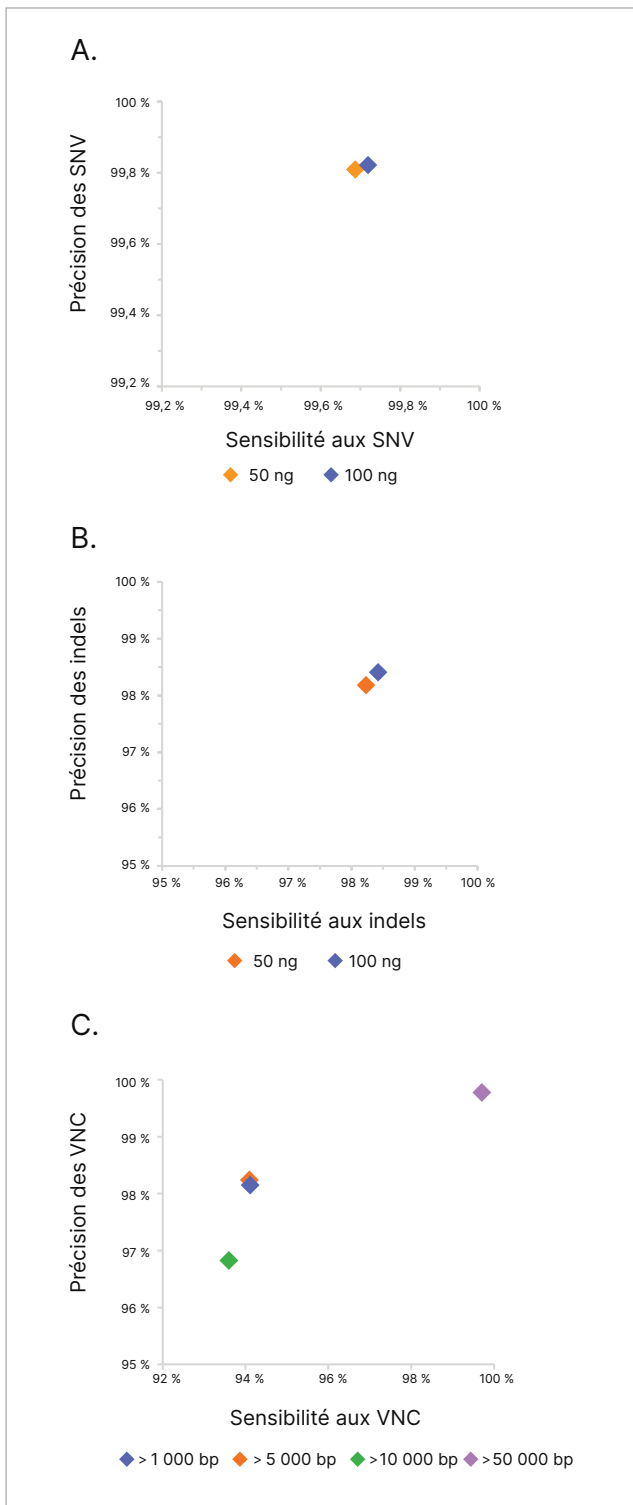 A.
Précision des SNV
100 %
99,8 %
99,6 %
99,4 %
99,2 %
99,2 % 99,4 % 99,6 % 99,8 % 100 %
Sensibilité aux SNV
50 ng 100 ng
B.
Précision des indels
100 %
99 %
98 %
97 %
96 %
95 %
95 % 96 % 97 % 98 % 99 % 100 %
Sensibilité aux indels
50 ng 100 ng
C.
Précision des VNC
100 %
99 %
98 %
97 %
96 %
95 %
92 % 94 % 96 % 98 % 100 %
Sensibilité aux VNC
> 1 000 bp > 5 000 bp >10 000 bp >50 000 bp